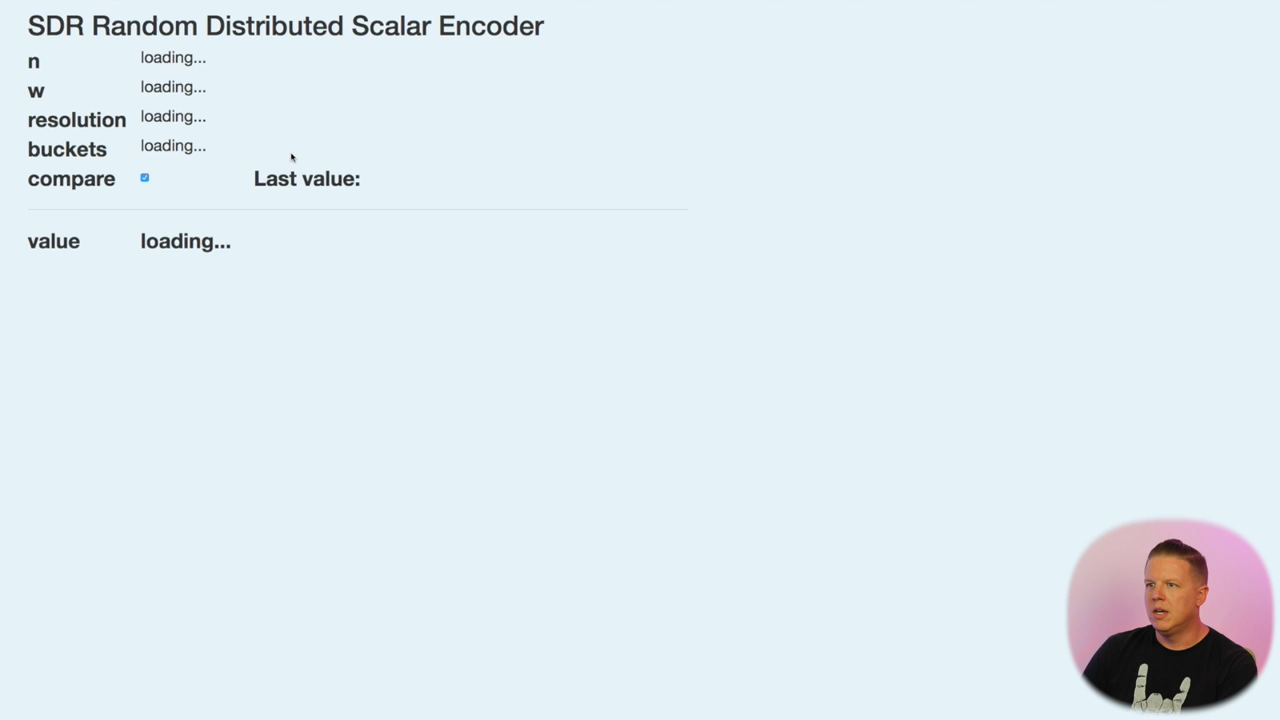 SDR Random Distributed Scalar Encoder
n loading...
w loading...
resolution loading...
buckets loading...
compare Last value:
value loading...